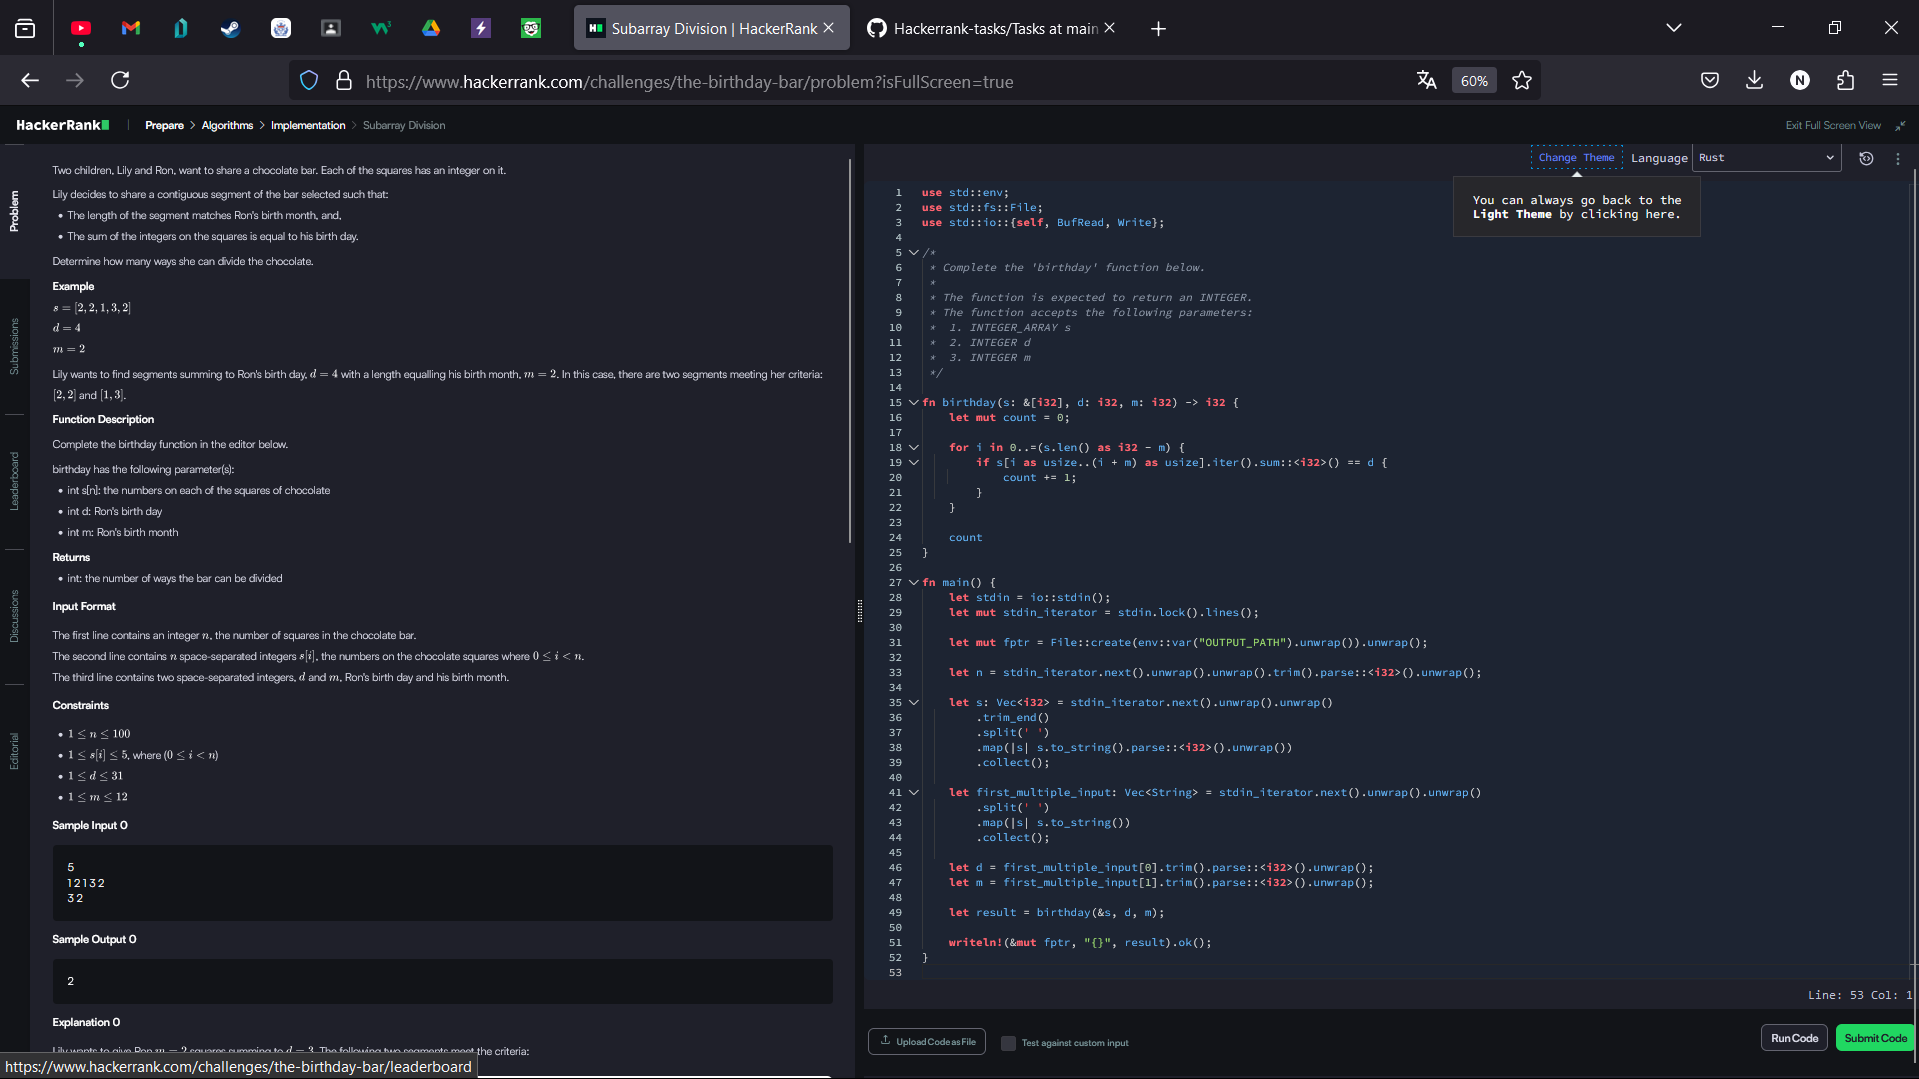 Subarray Division | HackerRank
Hackerrank-tasks/Tasks at main
https://www.hackerrank.com/challenges/the-birthday-bar/problem?isFullScreen=true
60%
N
HackerRank
Prepare > Algorithms > Implementation > Subarray Division
Exit Full Screen View
Problem
Submissions
Leaderboard
Discussions
Editorial
Two children, Lily and Ron, want to share a chocolate bar. Each of the squares has an integer on it.
Lily decides to share a contiguous segment of the bar selected such that:
• The length of the segment matches Ron's birth month, and,
• The sum of the integers on the squares is equal to his birth day.
Determine how many ways she can divide the chocolate.
Example
s = [2, 2, 1, 3, 2]
d = 4
m = 2
Lily wants to find segments summing to Ron's birth day, d = 4 with a length equalling his birth month, m = 2. In this case, there are two segments meeting her criteria:
[2, 2] and [1, 3].
Function Description
Complete the birthday function in the editor below.
birthday has the following parameter(s):
• int s[n]: the numbers on each of the squares of chocolate
• int d: Ron's birth day
• int m: Ron's birth month
Returns
• int: the number of ways the bar can be divided
Input Format
The first line contains an integer n, the number of squares in the chocolate bar.
The second line contains n space-separated integers s[i], the numbers on the chocolate squares where 0 ≤ i < n.
The third line contains two space-separated integers, d and m, Ron's birth day and his birth month.
Constraints
• 1 ≤ n ≤ 100
• 1 ≤ s[i] ≤ 5, where (0 ≤ i < n)
• 1 ≤ d ≤ 31
• 1 ≤ m ≤ 12
Sample Input 0
5
1 2 1 3 2
3 2
Sample Output 0
2
Explanation 0
Lily wants to give Ron m = 2 squares summing to d = 3. The following two segments meet the criteria:
https://www.hackerrank.com/challenges/the-birthday-bar/leaderboard
Change Theme
Language
Rust
You can always go back to the
Light Theme by clicking here.
1 use std::env;
2 use std::fs::File;
3 use std::io::{self, BufRead, Write};
4
5 /*
6 * Complete the 'birthday' function below.
7 *
8 * The function is expected to return an INTEGER.
9 * The function accepts the following parameters:
10 * 1. INTEGER_ARRAY s
11 * 2. INTEGER d
12 * 3. INTEGER m
13 */
14
15 fn birthday(s: &[i32], d: i32, m: i32) -> i32 {
16 let mut count = 0;
17
18 for i in 0..=(s.len() as i32 - m) {
19 if s[i as usize..(i + m) as usize].iter().sum::<i32>() == d {
20 count += 1;
21 }
22 }
23
24 count
25 }
26
27 fn main() {
28 let stdin = io::stdin();
29 let mut stdin_iterator = stdin.lock().lines();
30
31 let mut fptr = File::create(env::var("OUTPUT_PATH").unwrap()).unwrap();
32
33 let n = stdin_iterator.next().unwrap().unwrap().trim().parse::<i32>().unwrap();
34
35 let s: Vec<i32> = stdin_iterator.next().unwrap().unwrap()
36 .trim_end()
37 .split(' ')
38 .map(|s| s.to_string().parse::<i32>().unwrap())
39 .collect();
40
41 let first_multiple_input: Vec<String> = stdin_iterator.next().unwrap().unwrap()
42 .split(' ')
43 .map(|s| s.to_string())
44 .collect();
45
46 let d = first_multiple_input[0].trim().parse::<i32>().unwrap();
47 let m = first_multiple_input[1].trim().parse::<i32>().unwrap();
48
49 let result = birthday(&s, d, m);
50
51 writeln!(&mut fptr, "{}", result).ok();
52 }
53
Line: 53 Col: 1
Upload Code as File
Test against custom input
Run Code
Submit Code